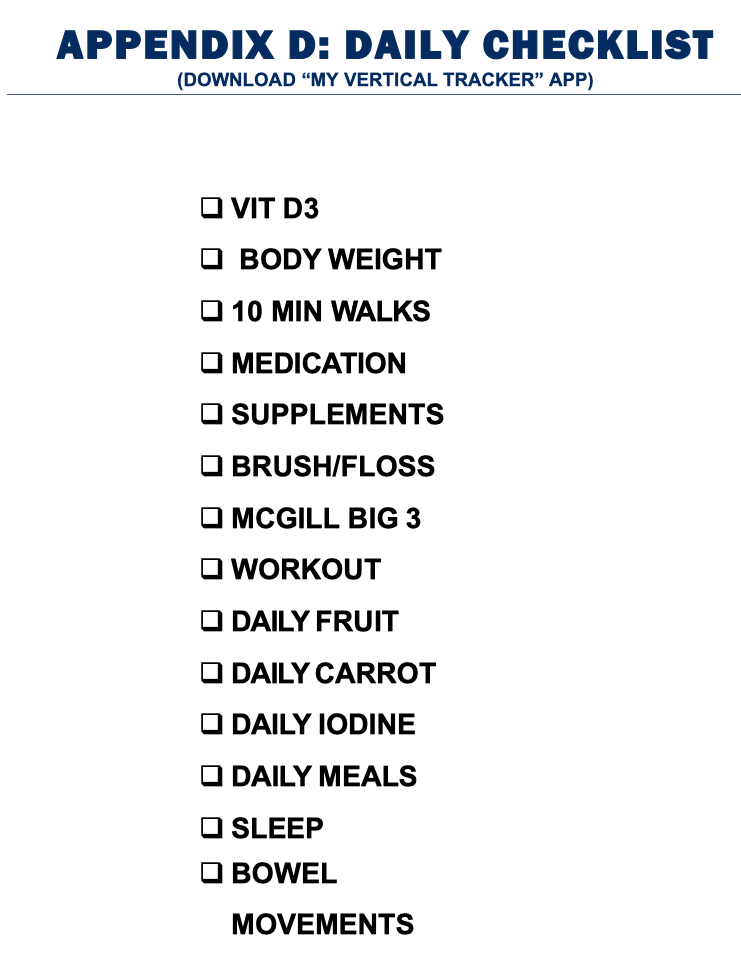 APPENDIX D: DAILY CHECKLIST
(DOWNLOAD “MY VERTICAL TRACKER” APP)
❑ VIT D3
❑ BODY WEIGHT
❑ 10 MIN WALKS
❑ MEDICATION
❑ SUPPLEMENTS
❑ BRUSH/FLOSS
❑ MCGILL BIG 3
❑ WORKOUT
❑ DAILY FRUIT
❑ DAILY CARROT
❑ DAILY IODINE
❑ DAILY MEALS
❑ SLEEP
❑ BOWEL
MOVEMENTS